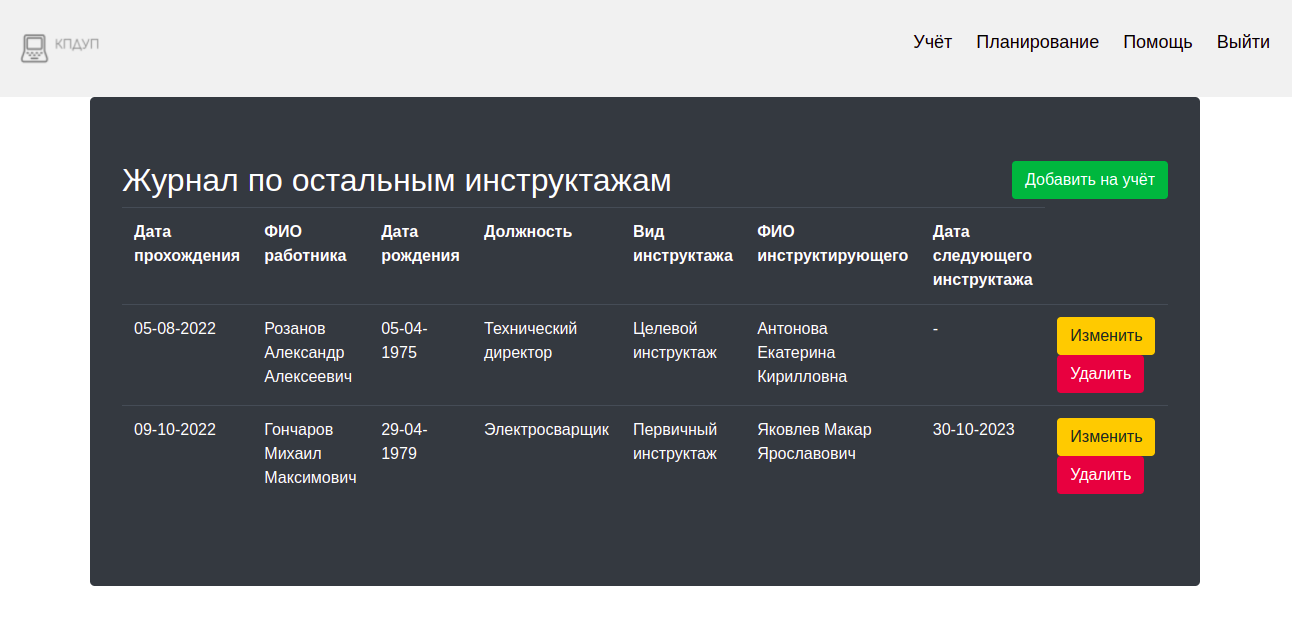 КПДУП
Учёт Планирование Помощь Выйти
Журнал по остальным инструктажам
Добавить на учёт
Дата ФИО Дата Должность Вид ФИО Дата
прохождения работника рождения инструктажа инструктирующего следующего
инструктажа
05-08-2022 Розанов 05-04- Технический Целевой Антонова - Изменить
Александр 1975 директор инструктаж Екатерина
Алексеевич Кирилловна Удалить
09-10-2022 Гончаров 29-04- Электросварщик Первичный Яковлев Макар 30-10-2023 Изменить
Михаил 1979 инструктаж Ярославович
Максимович Удалить